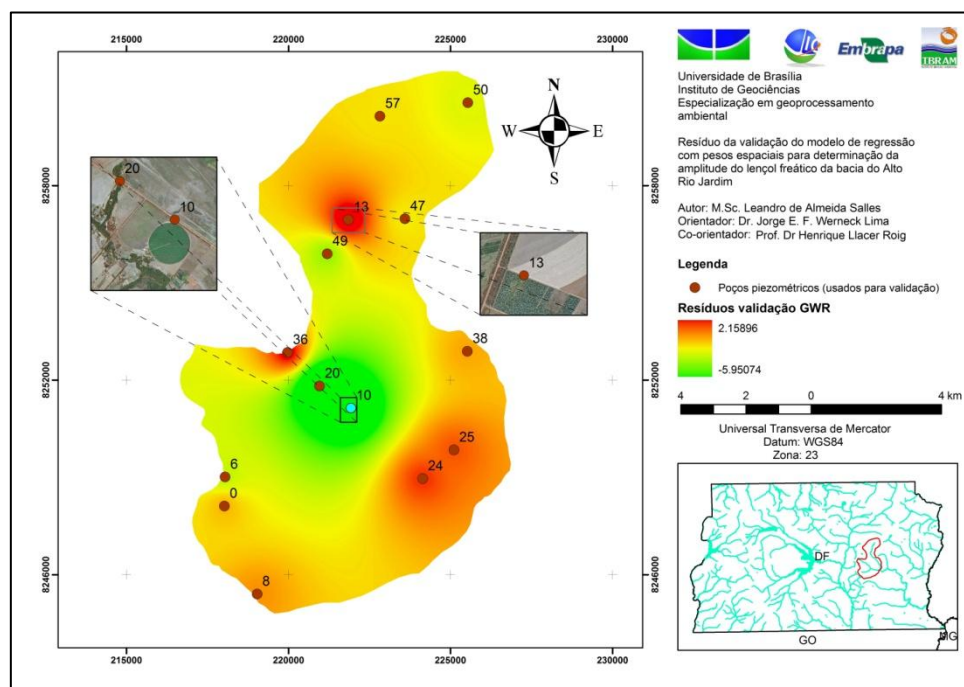 215000
220000
225000
230000
8258000
8252000
8246000
215000
220000
225000
230000
N
W
E
S
57
50
13
47
49
36
38
20
10
25
24
6
0
8
20
10
13
LIG
Embrapa
IBRAM
Universidade de Brasília
Instituto de Geociências
Especialização em geoprocessamento
ambiental
Resíduo da validação do modelo de regressão
com pesos espaciais para determinação da
amplitude do lençol freático da bacia do Alto
Rio Jardim
Autor: M.Sc. Leandro de Almeida Salles
Orientador: Dr. Jorge E. F. Werneck Lima
Co-orientador: Prof. Dr Henrique Llacer Roig
Legenda
Poços piezométricos (usados para validação)
Resíduos validação GWR
2.15896
-5.95074
4 2 0 4 km
Universal Transversa de Mercator
Datum: WGS84
Zona: 23
DF
GO
MG